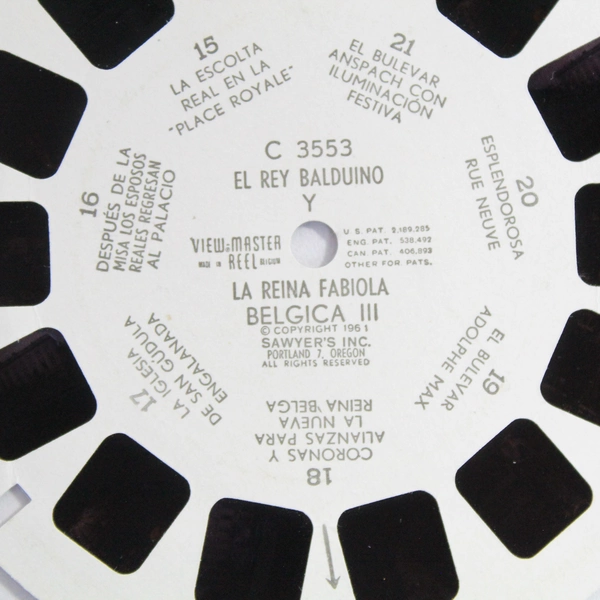 C 3553
EL REY BALDUINO
Y
VIEW-MASTER
MADE IN REEL BELGIUM
U.S. PAT. 2,189,285
ENG. PAT. 538,492
CAN. PAT. 406,893
OTHER FOR. PATS.
LA REINA FABIOLA
BELGICA III
© COPYRIGHT 1961
SAWYER'S INC.
PORTLAND 7, OREGON
ALL RIGHTS RESERVED
15
LA ESCOLTA
REAL EN LA
"PLACE ROYALE"
16
DESPUÉS DE LA
MISA LOS ESPOSOS
REALES REGRESAN
AL PALACIO
17
LA IGLESIA
DE SAN GÚDULA
ENGALANADA
18
CORONAS Y
ALIANZAS PARA
LA NUEVA
REINA BELGA
19
EL BULEVAR
ADOLPHE MAX
20
ESPLENDOROSA
RUE NEUVE
21
EL BULEVAR
ANSPACH CON
ILUMINACIÓN
FESTIVA